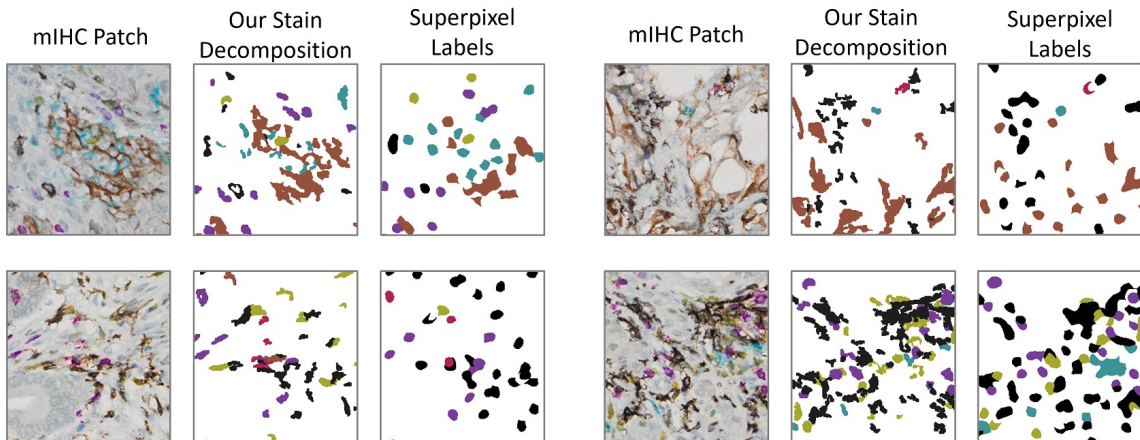 mIHC Patch
Our Stain
Decomposition
Superpixel
Labels
mIHC Patch
Our Stain
Decomposition
Superpixel
Labels